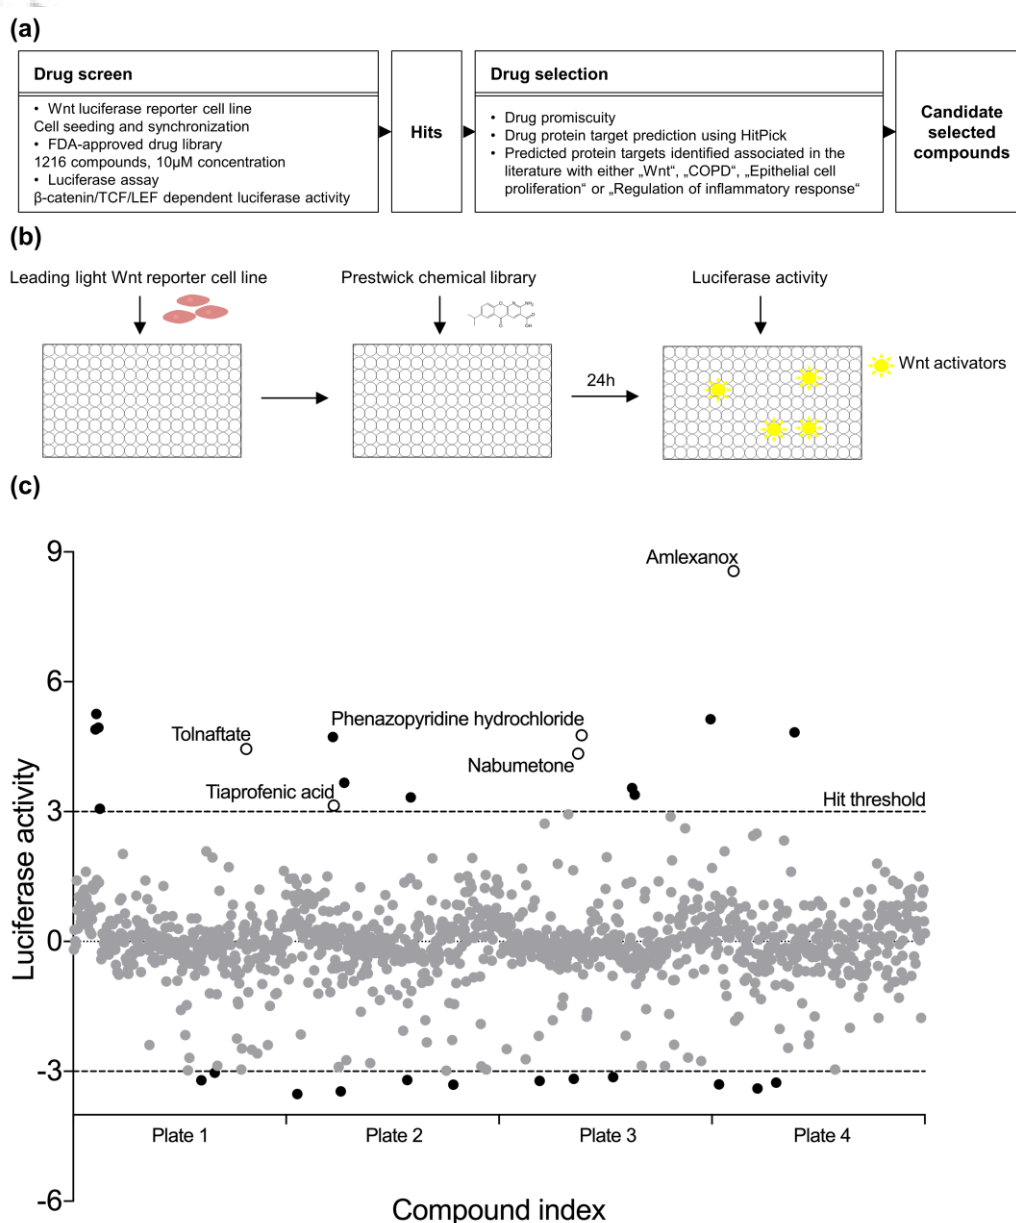 (a)
Drug screen
• Wnt luciferase reporter cell line
Cell seeding and synchronization
• FDA-approved drug library
1216 compounds, 10μM concentration
• Luciferase assay
β-catenin/TCF/LEF dependent luciferase activity
Hits
Drug selection
• Drug promiscuity
• Drug protein target prediction using HitPick
• Predicted protein targets identified associated in the
literature with either „Wnt“, „COPD“, „Epithelial cell
proliferation“ or „Regulation of inflammatory response“
Candidate
selected
compounds
(b)
Leading light Wnt reporter cell line
Prestwick chemical library
Luciferase activity
24h
Wnt activators
(c)
Luciferase activity
9
6
3
0
-3
-6
Amlexanox
Phenazopyridine hydrochloride
Tolnaftate
Nabumetone
Tiaprofenic acid
Hit threshold
Plate 1
Plate 2
Plate 3
Plate 4
Compound index